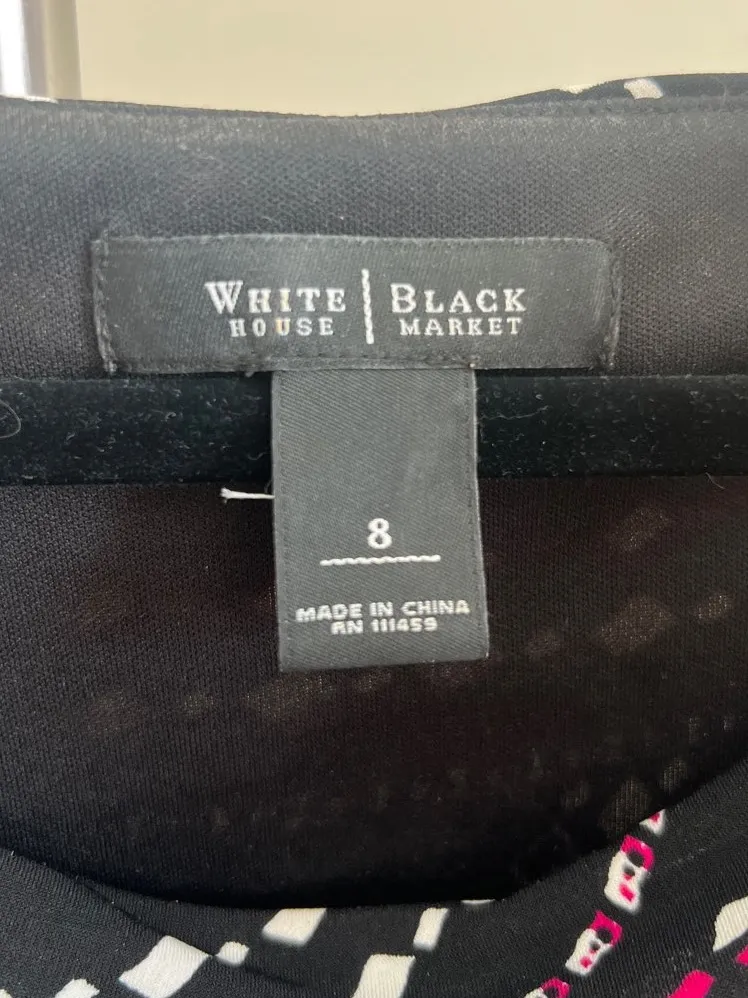 WHITE | BLACK
HOUSE | MARKET
8
MADE IN CHINA
RN 111459